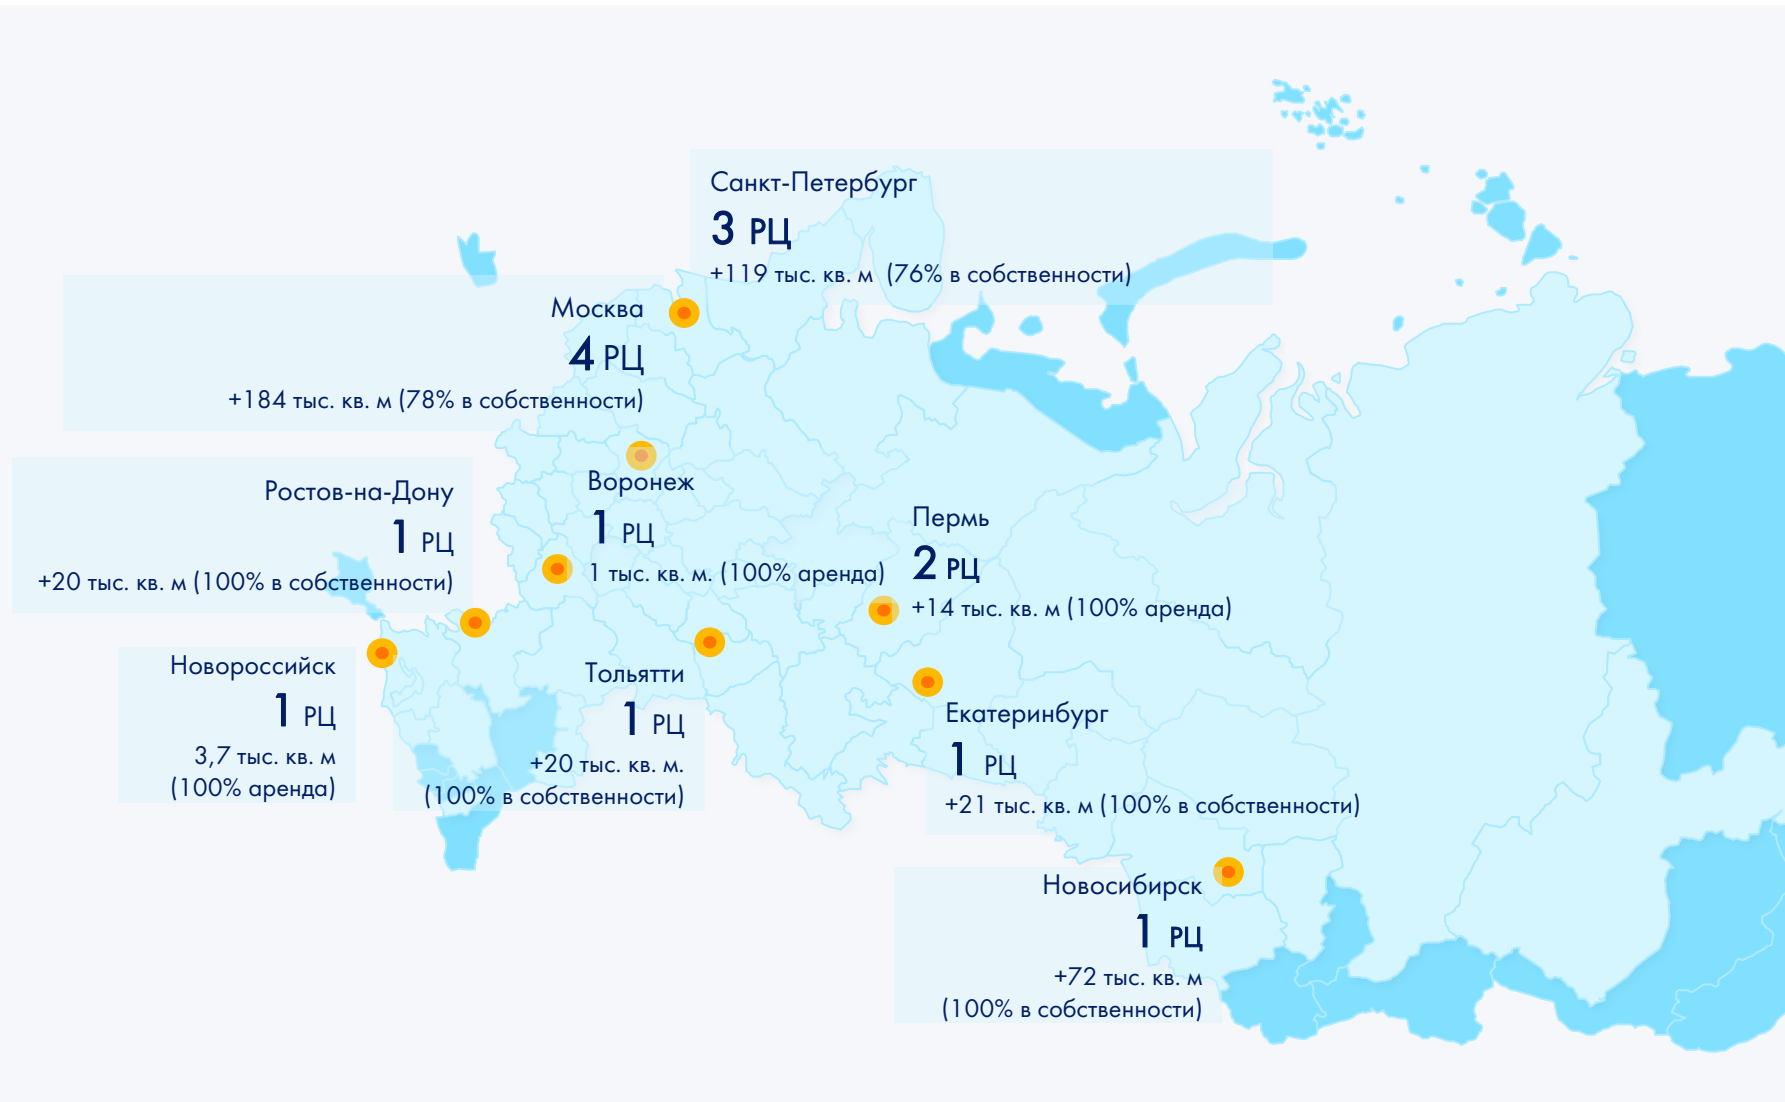 Санкт-Петербург
3 РЦ
+119 тыс. кв. м (76% в собственности)
Москва
4 РЦ
+184 тыс. кв. м (78% в собственности)
Ростов-на-Дону
1 РЦ
+20 тыс. кв. м (100% в собственности)
Воронеж
1 РЦ
1 тыс. кв. м. (100% аренда)
Пермь
2 РЦ
+14 тыс. кв. м (100% аренда)
Новороссийск
1 РЦ
3,7 тыс. кв. м
(100% аренда)
Тольятти
1 РЦ
+20 тыс. кв. м.
(100% в собственности)
Екатеринбург
1 РЦ
+21 тыс. кв. м (100% в собственности)
Новосибирск
1 РЦ
+72 тыс. кв. м
(100% в собственности)